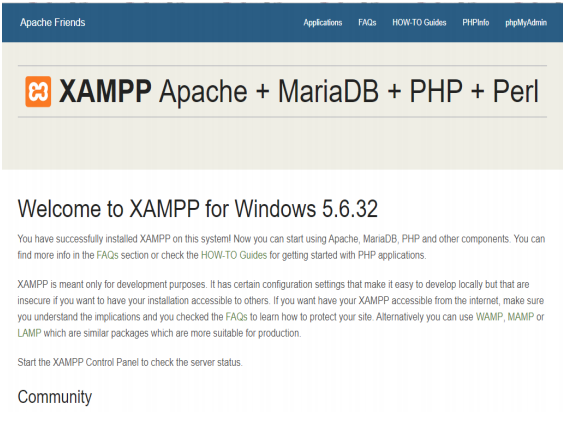 Apache Friends Applications FAQs HOW-TO Guides PHPInfo phpMyAdmin
XAMPP Apache + MariaDB + PHP + Perl
Welcome to XAMPP for Windows 5.6.32
You have successfully installed XAMPP on this system! Now you can start using Apache, MariaDB, PHP and other components. You can
find more info in the FAQs section or check the HOW-TO Guides for getting started with PHP applications.
XAMPP is meant only for development purposes. It has certain configuration settings that make it easy to develop locally but that are
insecure if you want to have your installation accessible to others. If you want have your XAMPP accessible from the internet, make sure
you understand the implications and you checked the FAQs to learn how to protect your site. Alternatively you can use WAMP, MAMP or
LAMP which are similar packages which are more suitable for production.
Start the XAMPP Control Panel to check the server status.
Community